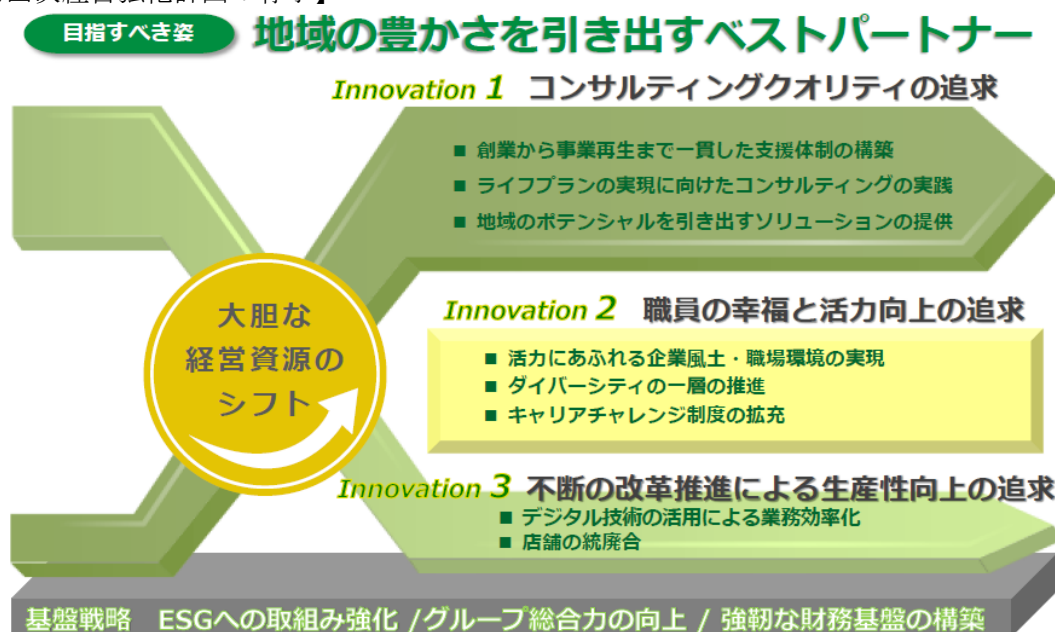 目指すべき姿 地域の豊かさを引き出すベストパートナー
Innovation 1 コンサルティングクオリティの追求
■ 創業から事業再生まで一貫した支援体制の構築
■ ライフプランの実現に向けたコンサルティングの実践
■ 地域のポテンシャルを引き出すソリューションの提供
大胆な
経営資源の
シフト
Innovation 2 職員の幸福と活力向上の追求
■ 活力にあふれる企業風土・職場環境の実現
■ ダイバーシティの一層の推進
■ キャリアチャレンジ制度の拡充
Innovation 3 不断の改革推進による生産性向上の追求
■ デジタル技術の活用による業務効率化
■ 店舗の統廃合
基盤戦略 ESGへの取組み強化 /グループ総合力の向上 / 強靭な財務基盤の構築